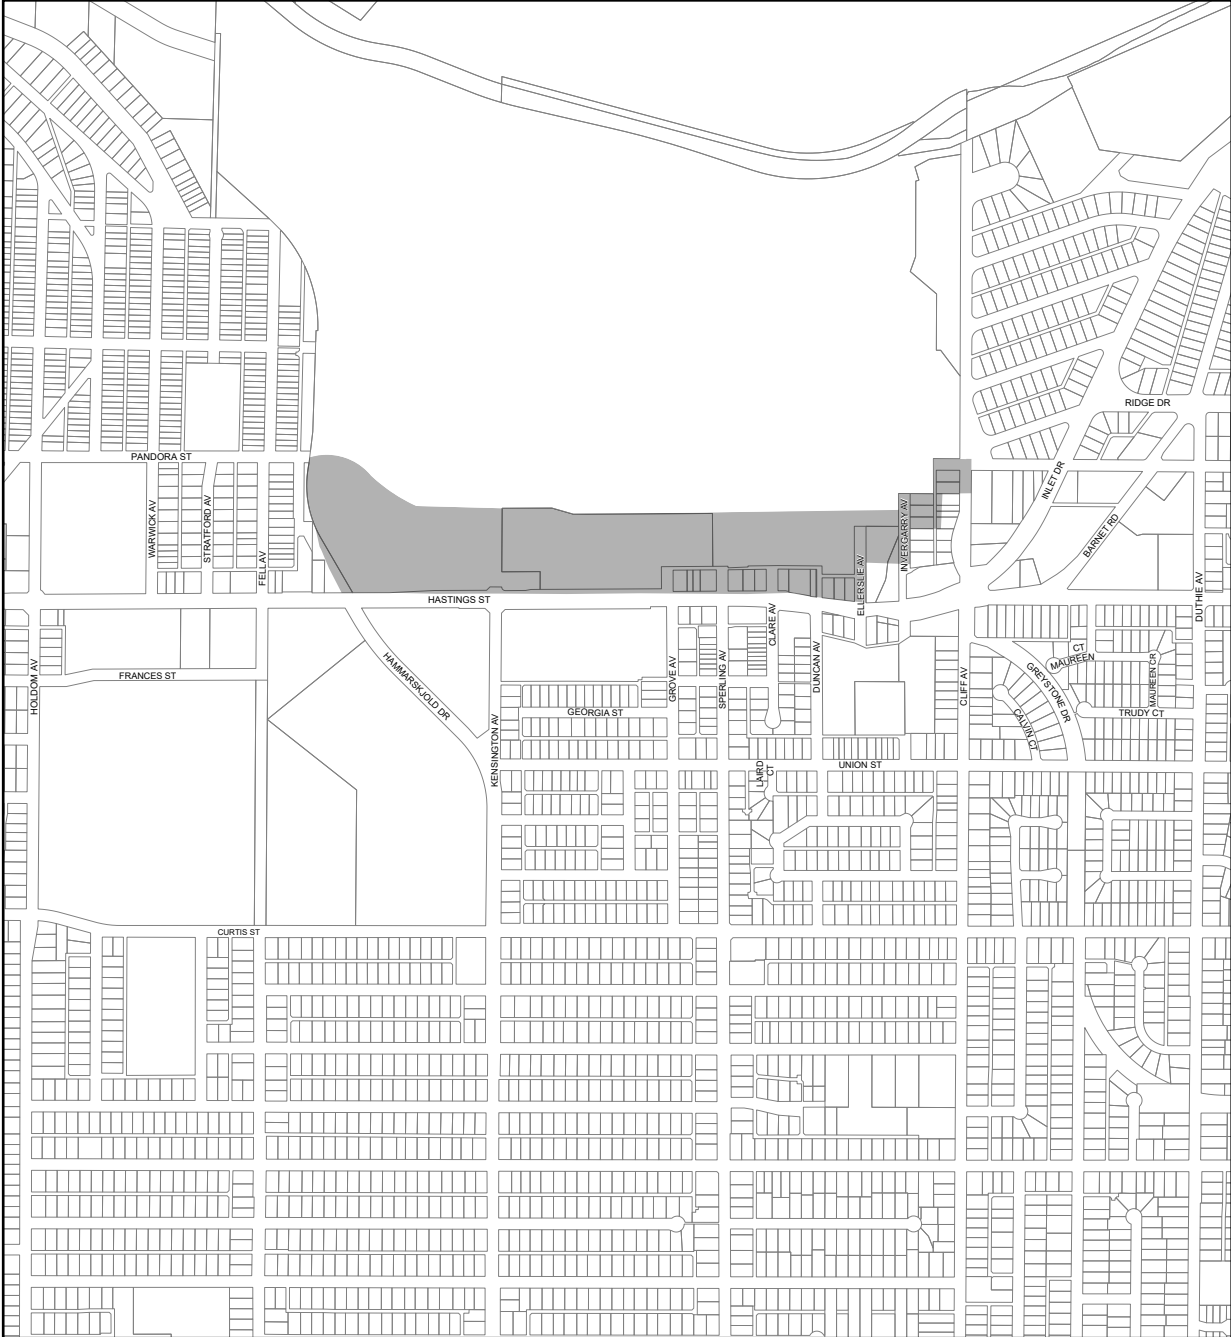 RIDGE DR
PANDORA ST
INLET DR
WARWICK AV
STRATFORD AV
INVERGARRY AV
BARNET RD
FELL AV
ELLERSLIE AV
DUTHIE AV
HASTINGS ST
CLARE AV
CT
MAUREEN
HOLDOM AV
FRANCES ST
HAMMARSKJOLD DR
GROVE AV
SPERLING AV
DUNCAN AV
CLIFF AV
GREYSTONE DR
MAUREEN CR
KENSINGTON AV
GEORGIA ST
CALVIN CT
TRUDY CT
LAIRD
CT
UNION ST
CURTIS ST